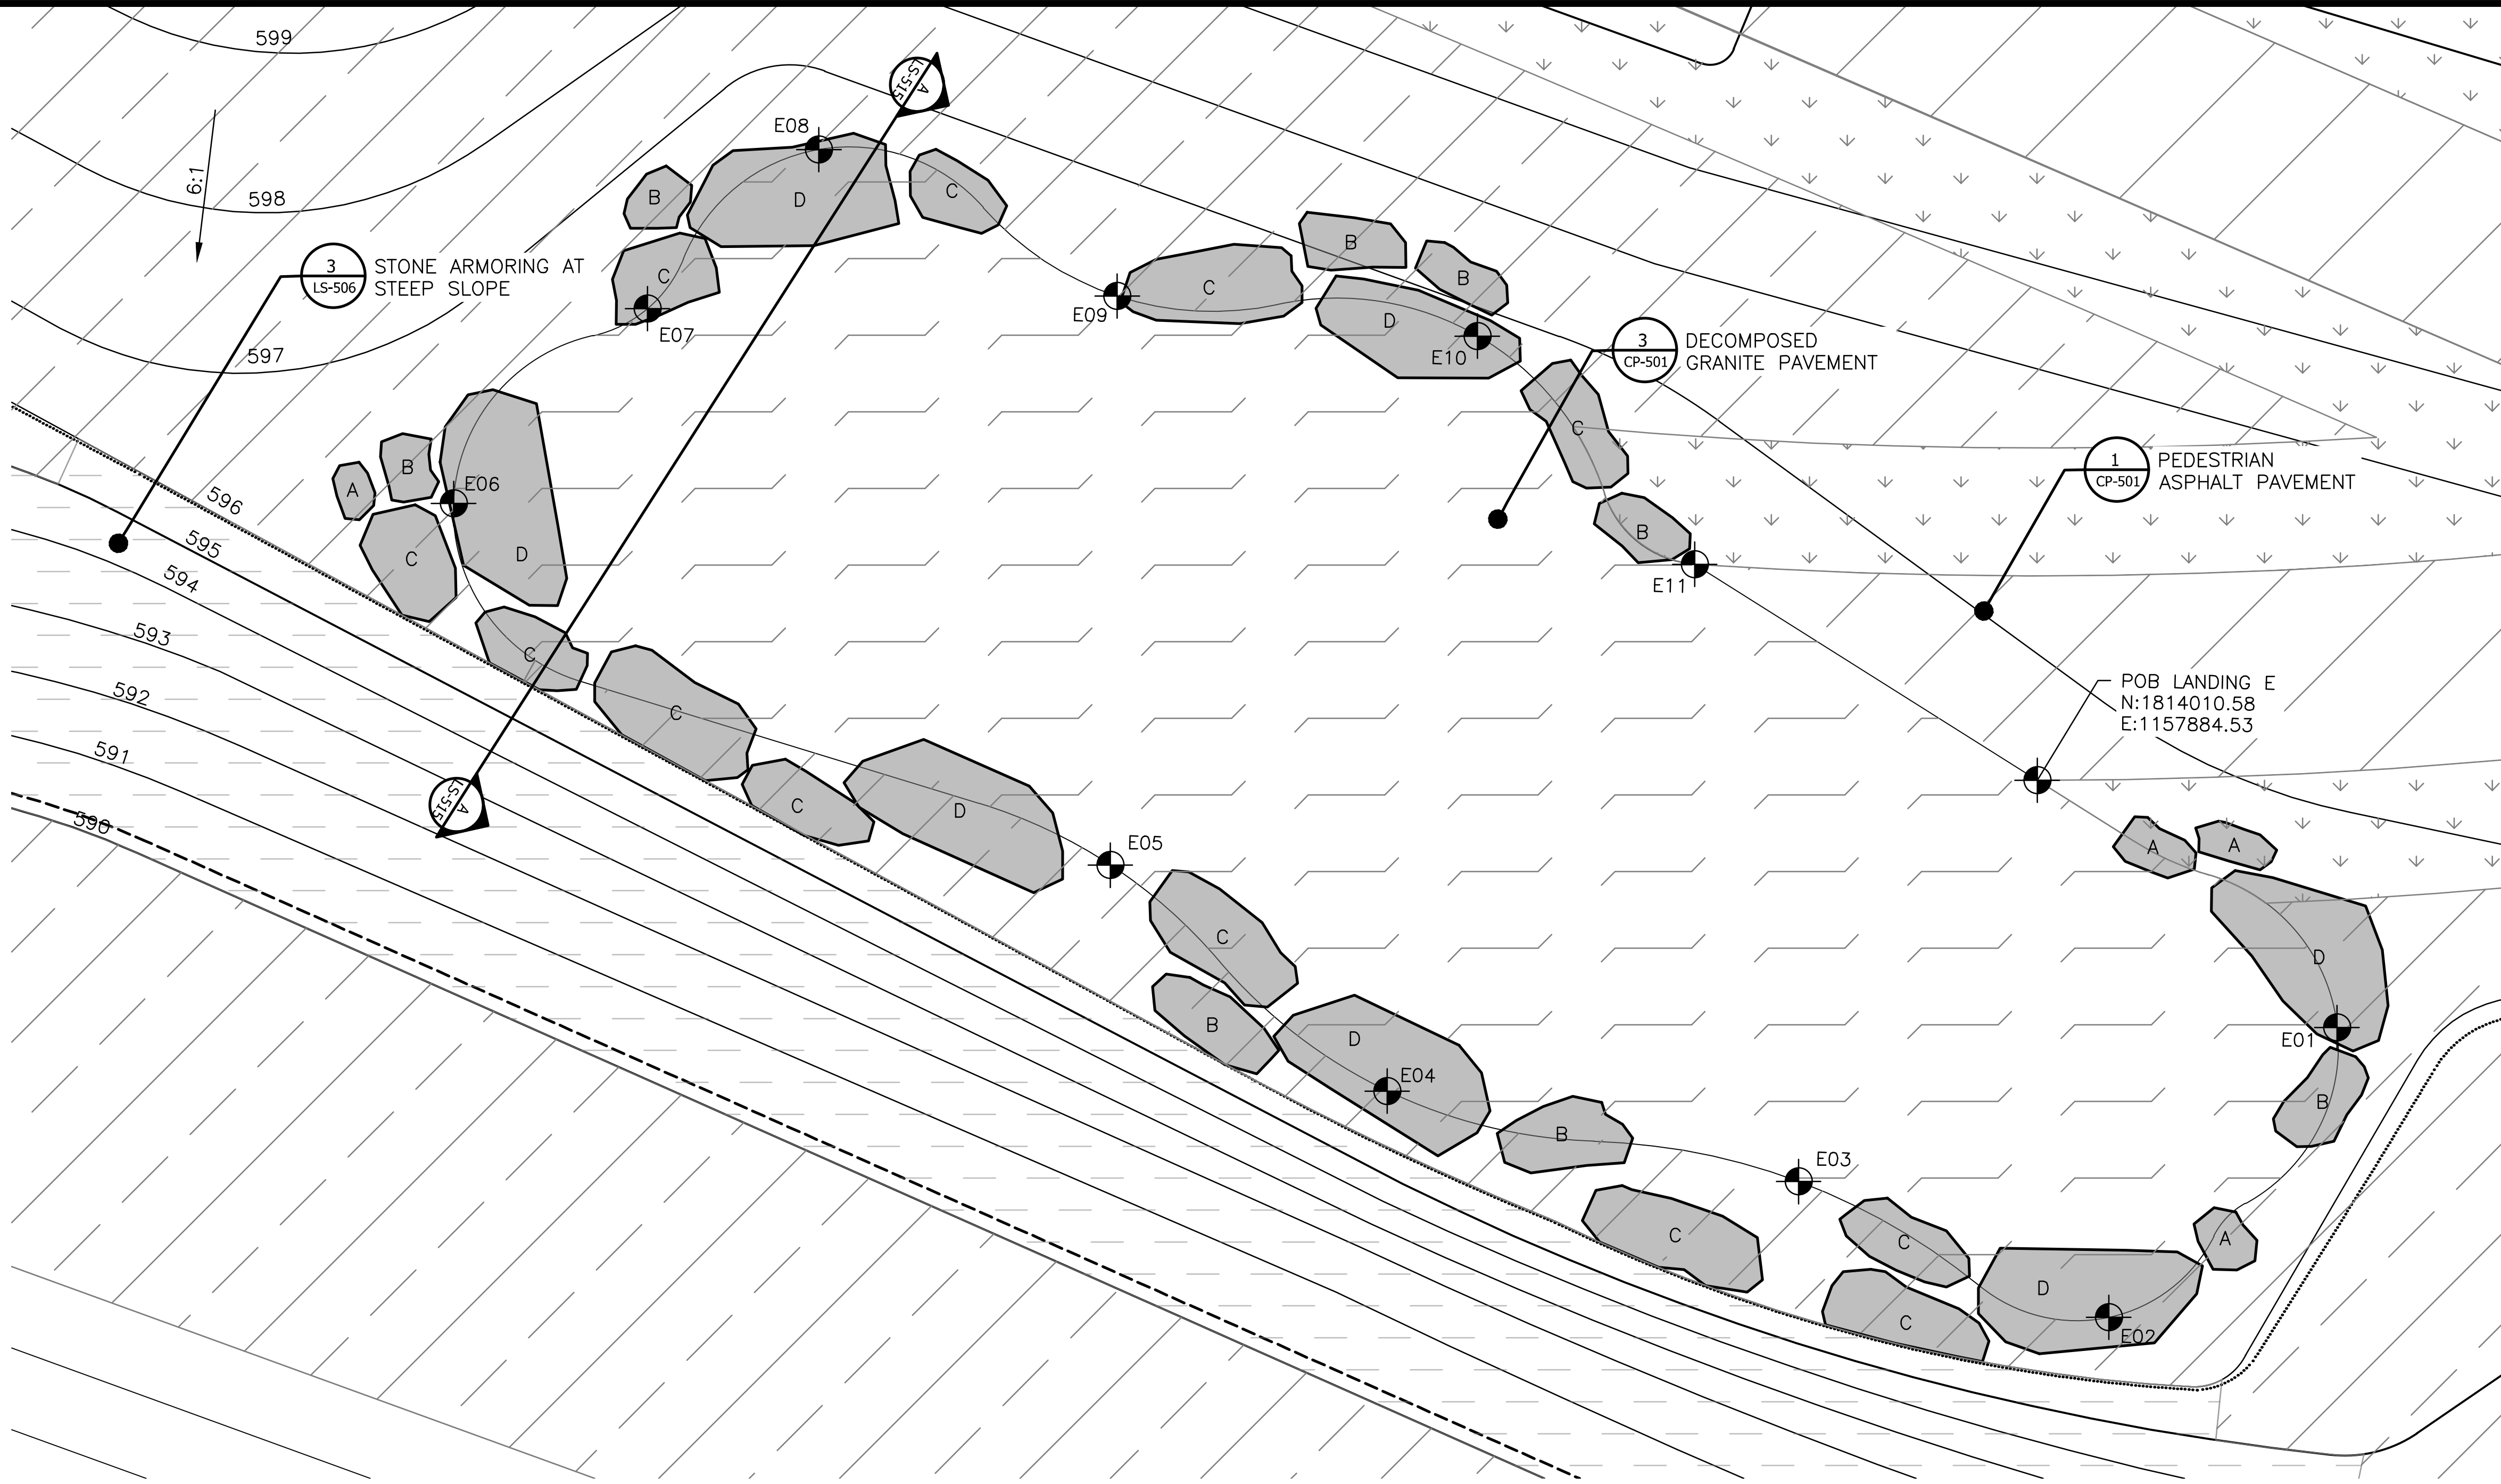 599
A
LS-515
E08
6:1
598
B
D
C
B
C
B
3
LS-506
STONE ARMORING AT
STEEP SLOPE
C
E09
E07
D
E10
3
CP-501
DECOMPOSED
GRANITE PAVEMENT
597
C
1
CP-501
PEDESTRIAN
ASPHALT PAVEMENT
B
A
E06
596
B
595
C
D
E11
594
593
C
POB LANDING E
N:1814010.58
E:1157884.53
592
C
591
A
LS-515
C
D
590
E05
A
A
C
D
B
D
E01
E04
B
B
E03
C
C
A
D
C
E02